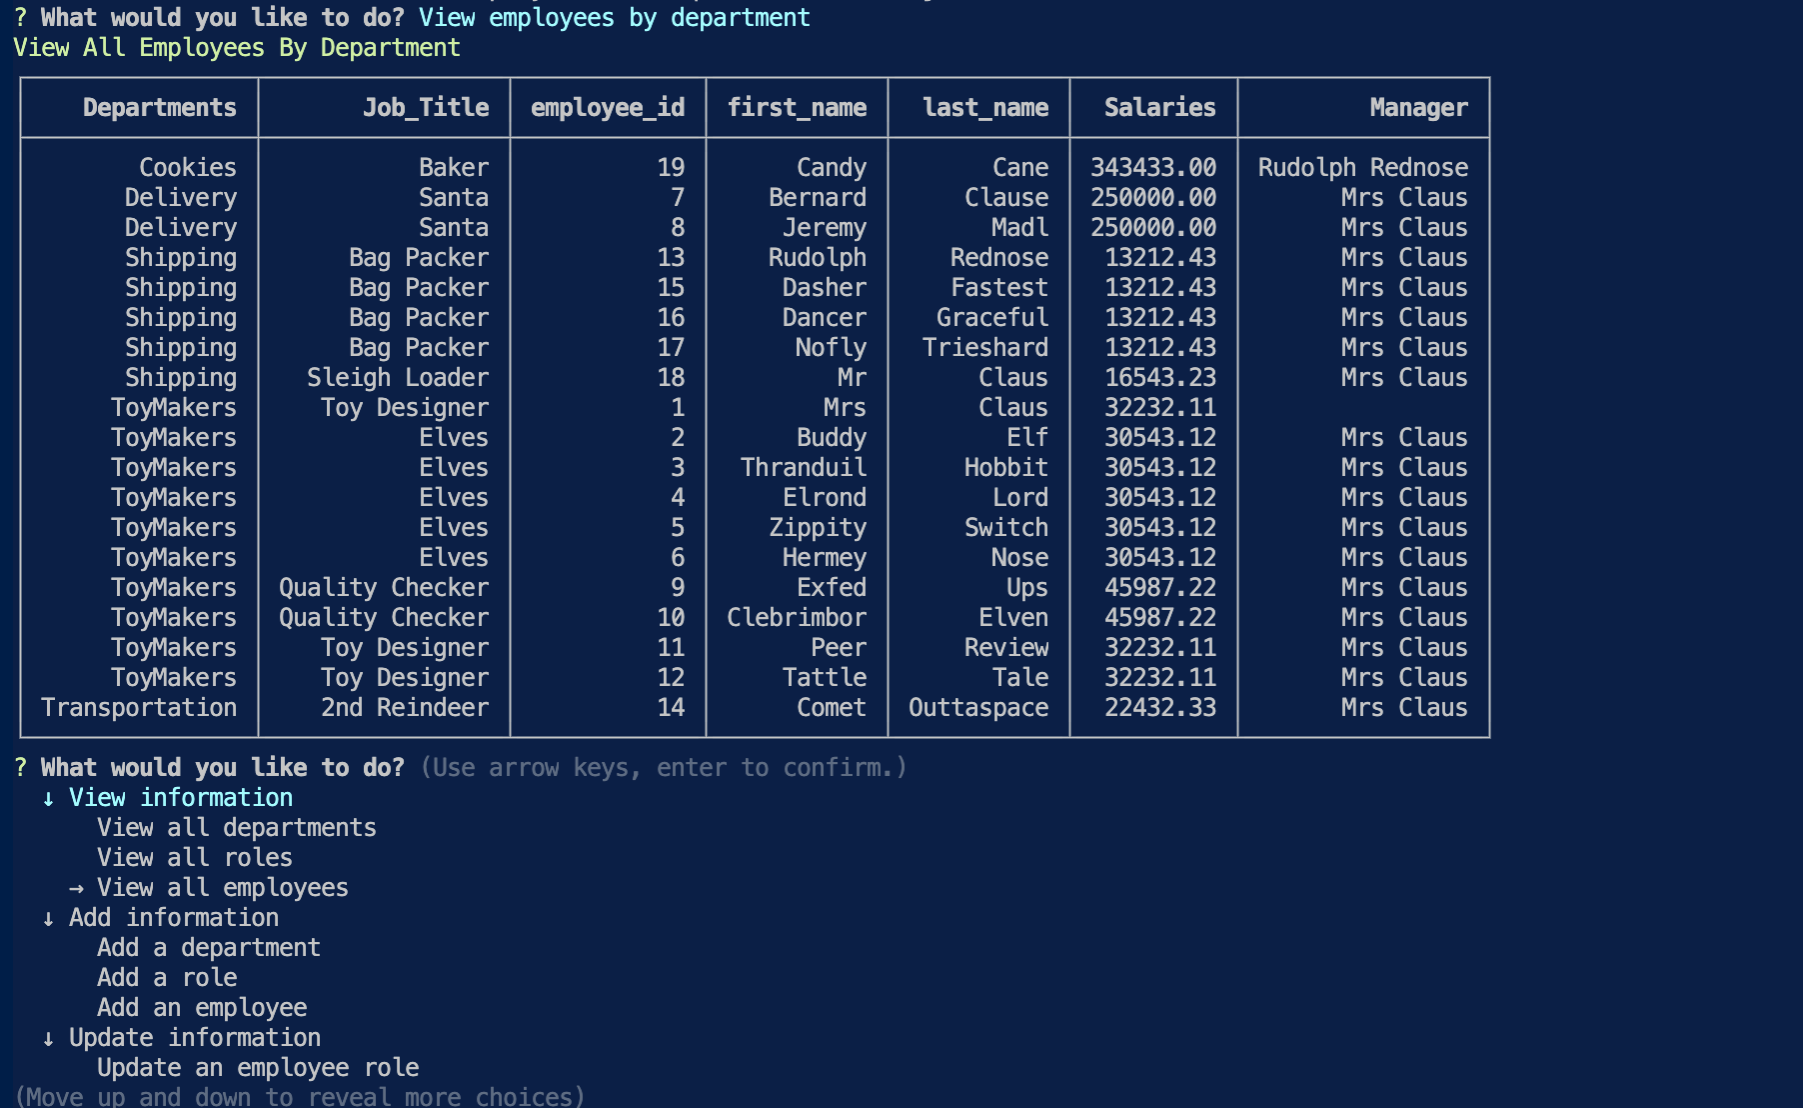 ? What would you like to do? View employees by department
View All Employees By Department
Departments Job_Title employee_id first_name last_name Salaries Manager
Cookies Baker 19 Candy Cane 343433.00 Rudolph Rednose
Delivery Santa 7 Bernard Clause 250000.00 Mrs Claus
Delivery Santa 8 Jeremy Madl 250000.00 Mrs Claus
Shipping Bag Packer 13 Rudolph Rednose 13212.43 Mrs Claus
Shipping Bag Packer 15 Dasher Fastest 13212.43 Mrs Claus
Shipping Bag Packer 16 Dancer Graceful 13212.43 Mrs Claus
Shipping Bag Packer 17 Nofly Trieshard 13212.43 Mrs Claus
Shipping Sleigh Loader 18 Mr Claus 16543.23 Mrs Claus
ToyMakers Toy Designer 1 Mrs Claus 32232.11
ToyMakers Elves 2 Buddy Elf 30543.12 Mrs Claus
ToyMakers Elves 3 Thranduil Hobbit 30543.12 Mrs Claus
ToyMakers Elves 4 Elrond Lord 30543.12 Mrs Claus
ToyMakers Elves 5 Zippity Switch 30543.12 Mrs Claus
ToyMakers Elves 6 Hermey Nose 30543.12 Mrs Claus
ToyMakers Quality Checker 9 Exfed Ups 45987.22 Mrs Claus
ToyMakers Quality Checker 10 Clebrimbor Elven 45987.22 Mrs Claus
ToyMakers Toy Designer 11 Peer Review 32232.11 Mrs Claus
ToyMakers Toy Designer 12 Tattle Tale 32232.11 Mrs Claus
Transportation 2nd Reindeer 14 Comet Outtaspace 22432.33 Mrs Claus
? What would you like to do? (Use arrow keys, enter to confirm.)
↓ View information
View all departments
View all roles
→ View all employees
↓ Add information
Add a department
Add a role
Add an employee
↓ Update information
Update an employee role
(Move up and down to reveal more choices)